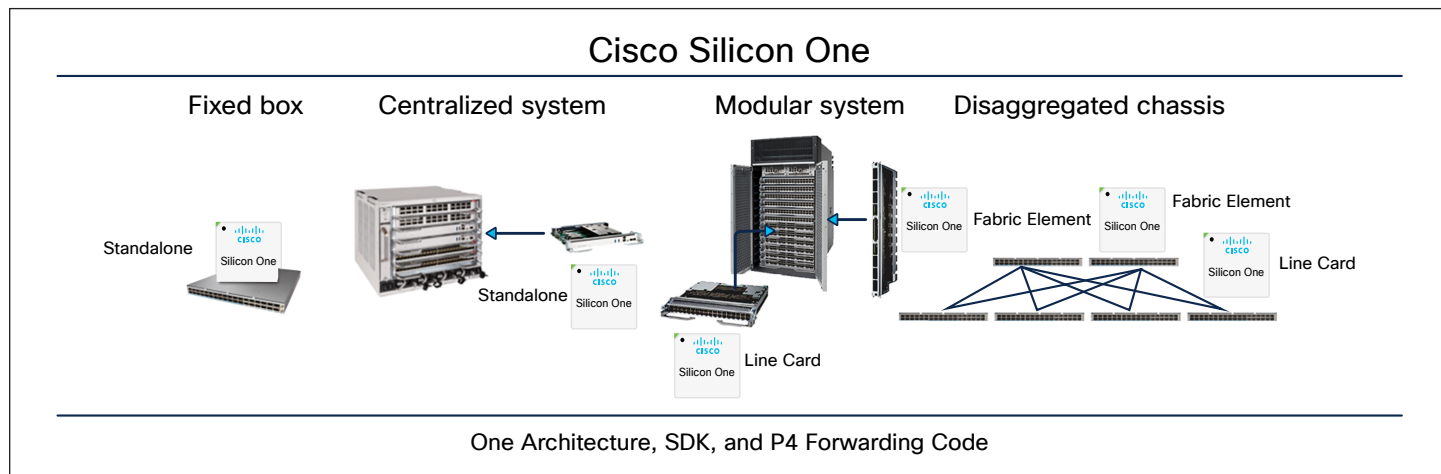 Cisco Silicon One
Fixed box
Centralized system
Modular system
Disaggregated chassis
Standalone
CISCO
Silicon One
Standalone
CISCO
Silicon One
CISCO
Silicon One
Line Card
CISCO
Silicon One
Fabric Element
CISCO
Silicon One
Fabric Element
CISCO
Silicon One
Line Card
One Architecture, SDK, and P4 Forwarding Code